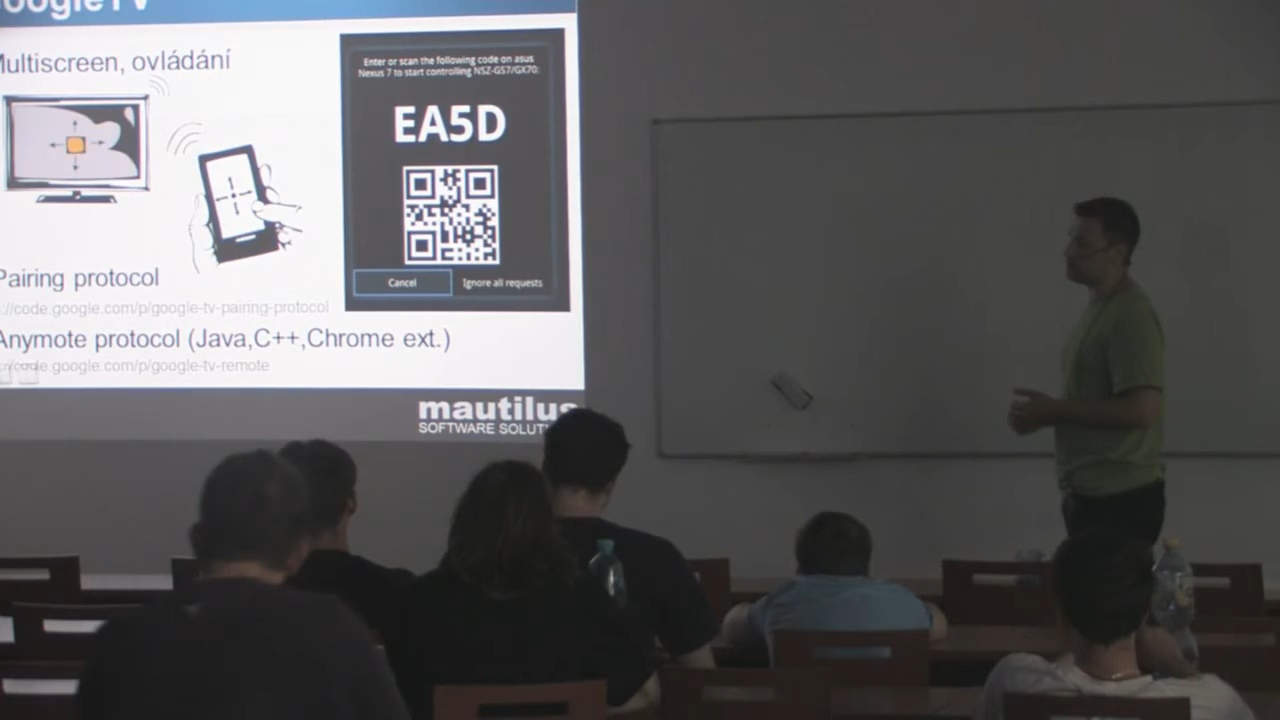 GoogleTV
Multiscreen, ovládání
Enter or scan the following code on asus
Nexus 7 to start controlling NSZ-GS7/GX70:
EA5D
Cancel
Ignore all requests
Pairing protocol
://code.google.com/p/google-tv-pairing-protocol
Anymote protocol (Java,C++,Chrome ext.)
code.google.com/p/google-tv-remote
mautilus
SOFTWARE SOLUT